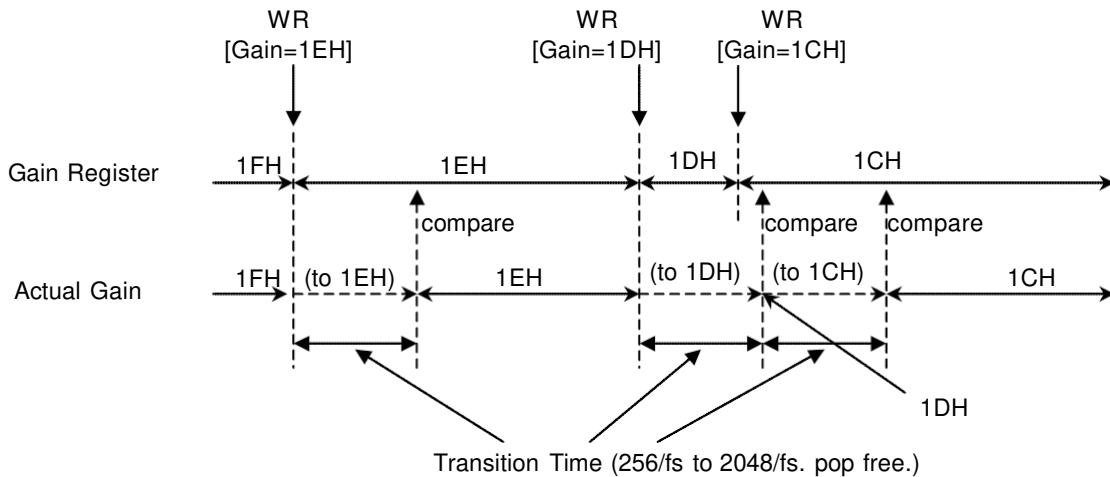 WR
[Gain=1EH]
WR
[Gain=1DH]
WR
[Gain=1CH]
Gain Register
1FH
1EH
1DH
1CH
compare
compare
compare
Actual Gain
1FH
(to 1EH)
1EH
(to 1DH)
(to 1CH)
1CH
1DH
Transition Time (256/fs to 2048/fs. pop free.)